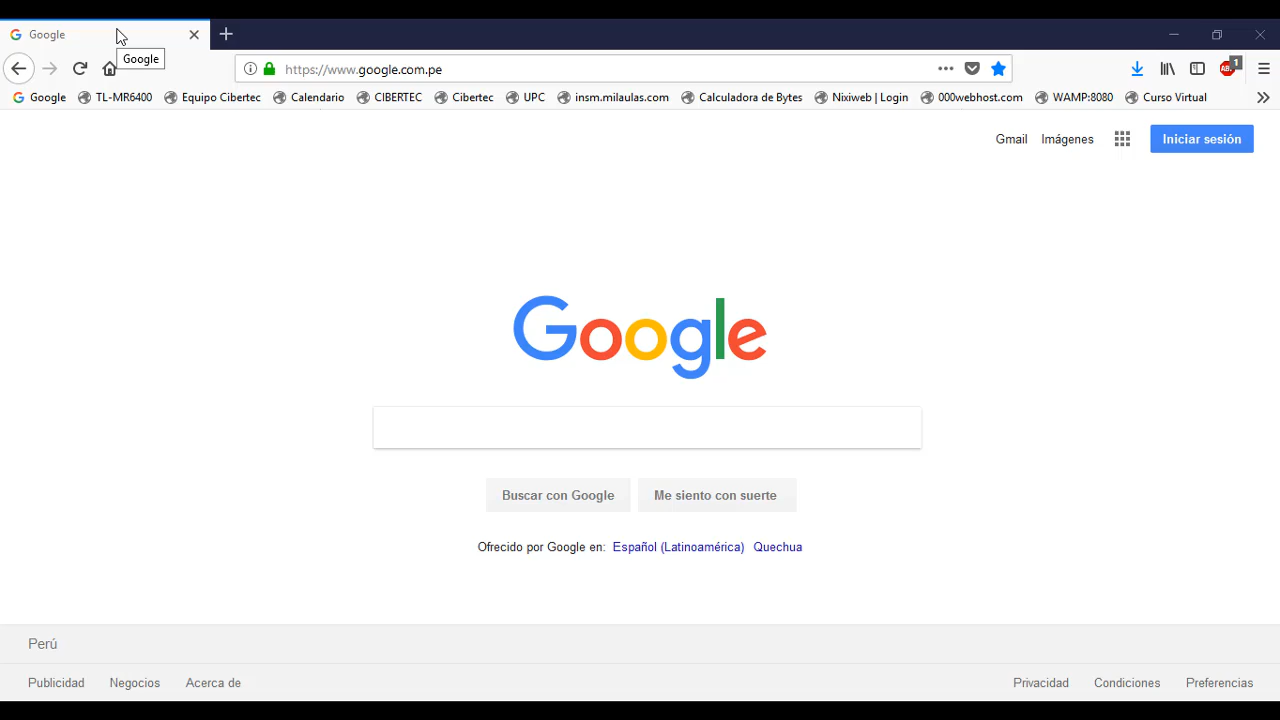 Google
Google
https://www.google.com.pe
1
Google TL-MR6400 Equipo Cibertec Calendario CIBERTEC Cibertec UPC insm.milaulas.com Calculadora de Bytes Nixiweb | Login 000webhost.com WAMP:8080 Curso Virtual
Gmail Imágenes Iniciar sesión
Google
Buscar con Google Me siento con suerte
Ofrecido por Google en: Español (Latinoamérica) Quechua
Perú
Publicidad Negocios Acerca de Privacidad Condiciones Preferencias